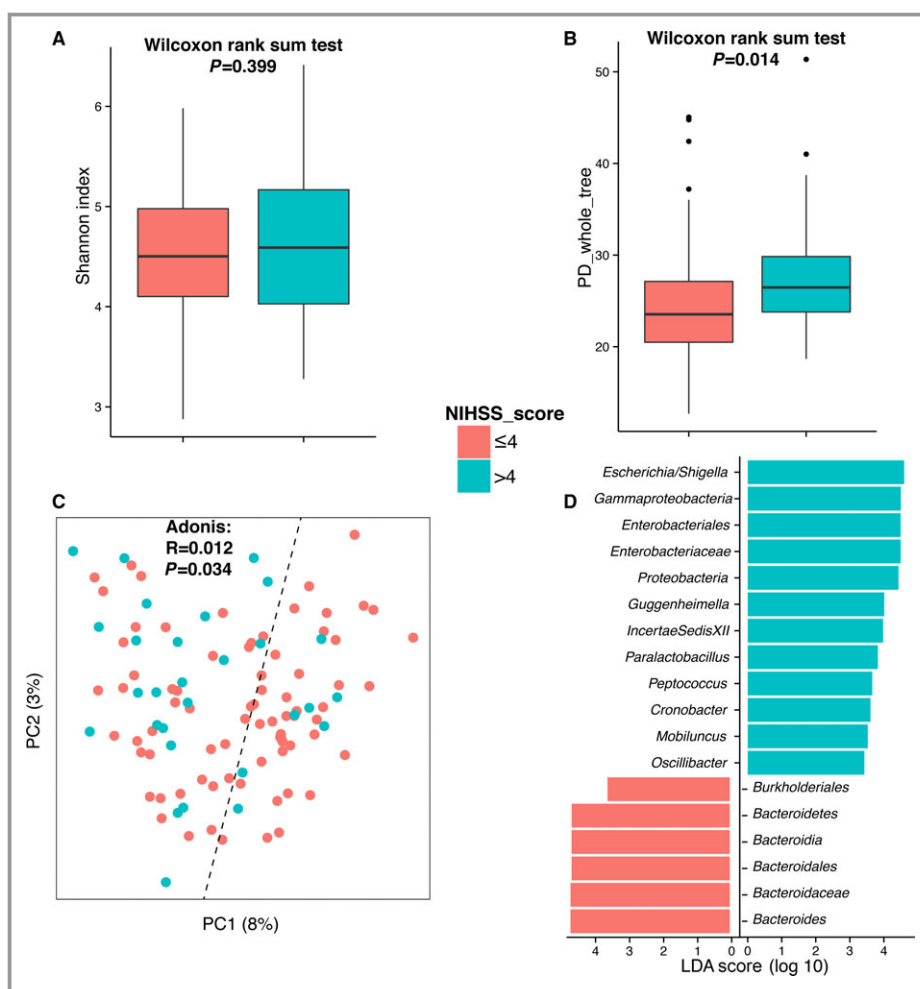 A
Wilcoxon rank sum test
P=0.399
Shannon index
6
5
4
3
B
Wilcoxon rank sum test
P=0.014
PD_whole_tree
50
40
30
20
NIHSS_score
≤4
>4
C
Adonis:
R=0.012
P=0.034
PC2 (3%)
PC1 (8%)
D
Escherichia/Shigella
Gammaproteobacteria
Enterobacteriales
Enterobacteriaceae
Proteobacteria
Guggenheimella
IncertaeSedisXII
Paralactobacillus
Peptococcus
Cronobacter
Mobiluncus
Oscillibacter
Burkholderiales
Bacteroidetes
Bacteroidia
Bacteroidales
Bacteroidaceae
Bacteroides
4 3 2 1 0 0 1 2 3 4
LDA score (log 10)